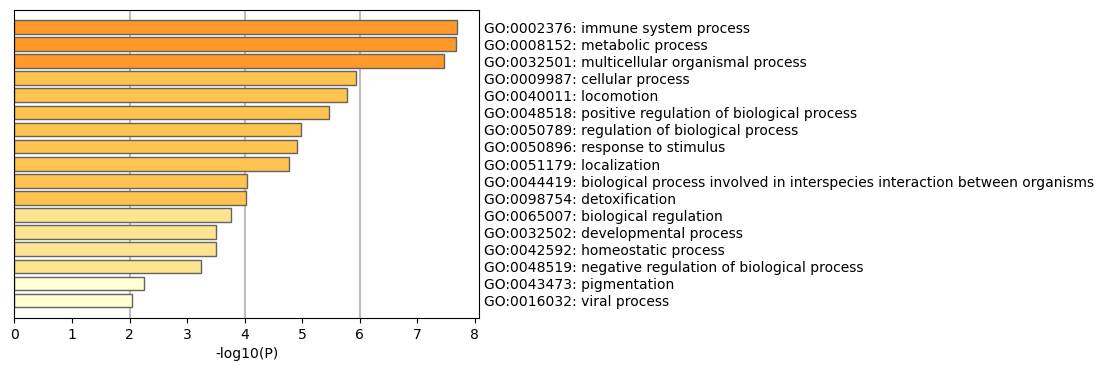 GO:0002376: immune system process
GO:0008152: metabolic process
GO:0032501: multicellular organismal process
GO:0009987: cellular process
GO:0040011: locomotion
GO:0048518: positive regulation of biological process
GO:0050789: regulation of biological process
GO:0050896: response to stimulus
GO:0051179: localization
GO:0044419: biological process involved in interspecies interaction between organisms
GO:0098754: detoxification
GO:0065007: biological regulation
GO:0032502: developmental process
GO:0042592: homeostatic process
GO:0048519: negative regulation of biological process
GO:0043473: pigmentation
GO:0016032: viral process
0 1 2 3 4 5 6 7 8
-log10(P)